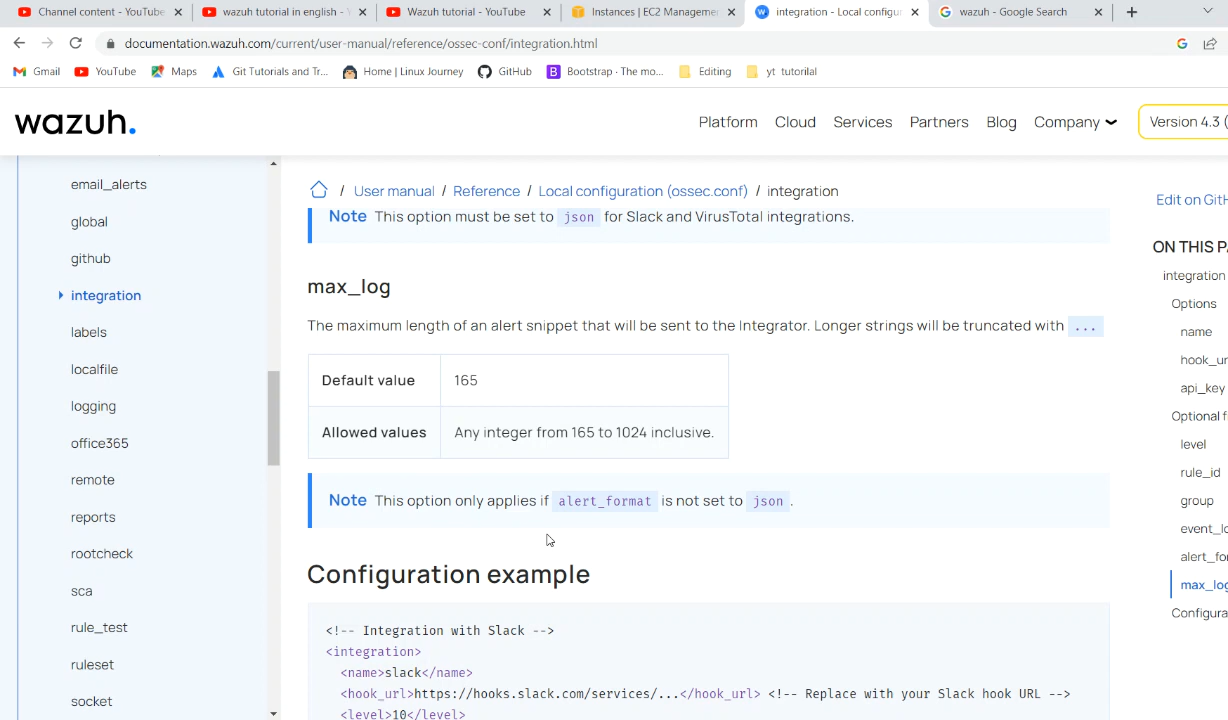 Channel content - YouTube
wazuh tutorial in english - Y
Wazuh tutorial - YouTube
Instances | EC2 Managemen
integration - Local configur
wazuh - Google Search
documentation.wazuh.com/current/user-manual/reference/ossec-conf/integration.html
Gmail
YouTube
Maps
Git Tutorials and Tr...
Home | Linux Journey
GitHub
Bootstrap · The mo...
Editing
yt tutorilal
wazuh.
Platform
Cloud
Services
Partners
Blog
Company
Version 4.3 (
email_alerts
global
github
integration
labels
localfile
logging
office365
remote
reports
rootcheck
sca
rule_test
ruleset
socket
/ User manual / Reference / Local configuration (ossec.conf) / integration
Note This option must be set to json for Slack and VirusTotal integrations.
max_log
The maximum length of an alert snippet that will be sent to the Integrator. Longer strings will be truncated with ...
Default value 165
Allowed values Any integer from 165 to 1024 inclusive.
Note This option only applies if alert_format is not set to json .
Configuration example
<!-- Integration with Slack -->
<integration>
<name>slack</name>
<hook_url>https://hooks.slack.com/services/...</hook_url> <!-- Replace with your Slack hook URL -->
<level>10</level>
Edit on GitH
ON THIS PA
integration
Options
name
hook_ur
api_key
Optional f
level
rule_id
group
event_lo
alert_for
max_log
Configura